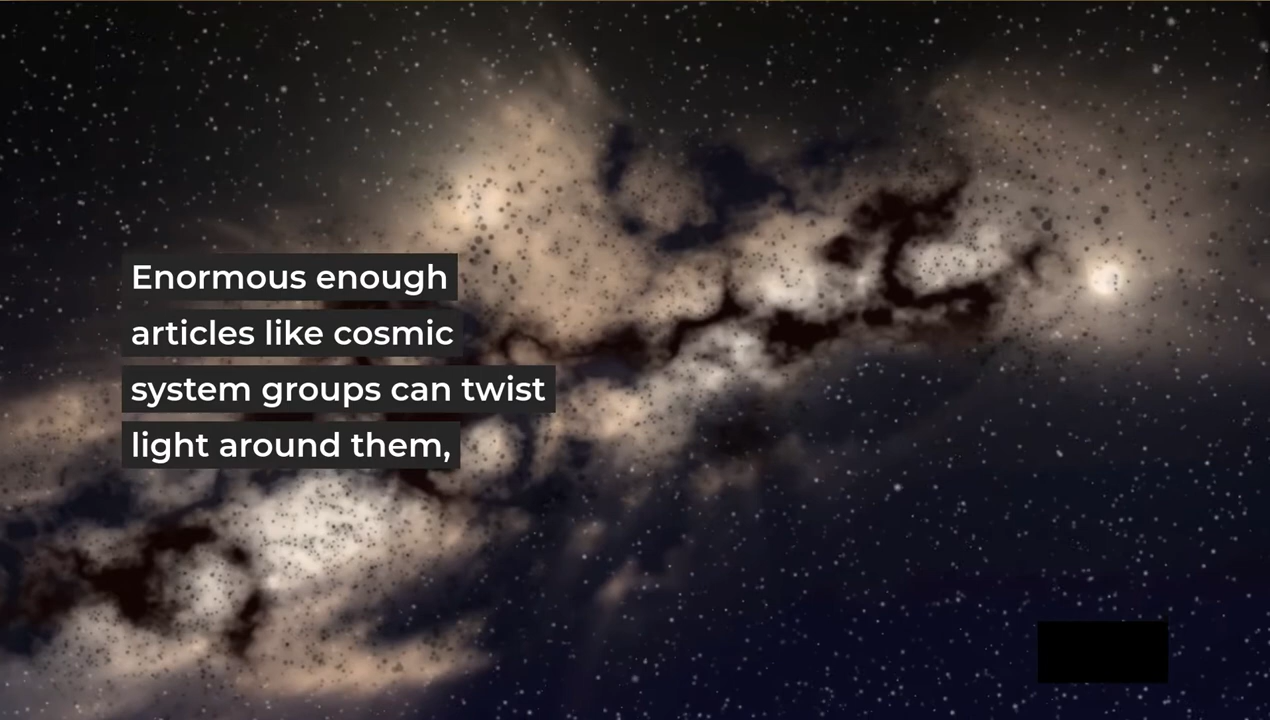 Enormous enough
articles like cosmic
system groups can twist
light around them,